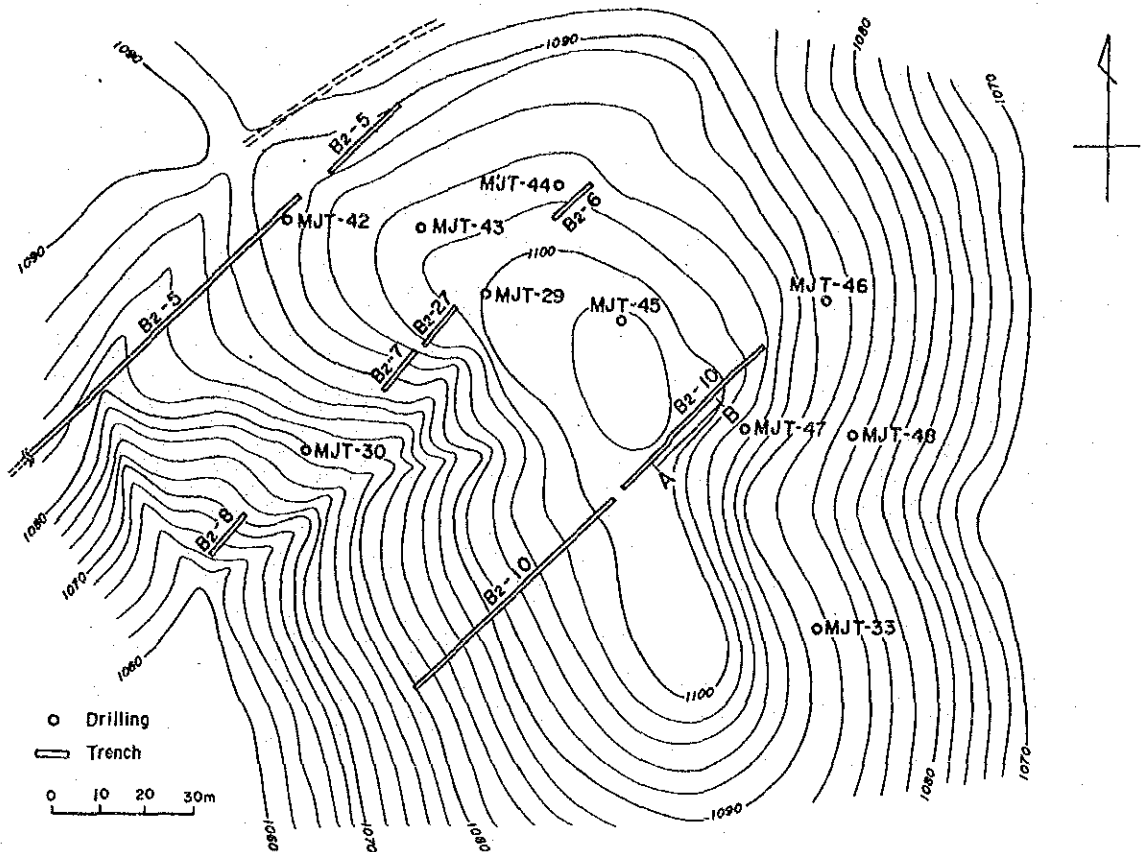 1090
1090
1080
1070
B2-5
MJT-44
B2-6
MJT-42
MJT-43
1090
1100
MJT-29
MJT-45
MJT-46
B2-5
B2-27
B2-7
B2-10
B
MJT-47
MJT-48
MJT-30
A
1080
B2-8
B2-10
1070
MJT-33
1060
1100
Drilling
Trench
0 10 20 30m
1060
1070
1080
1090
1080
1070